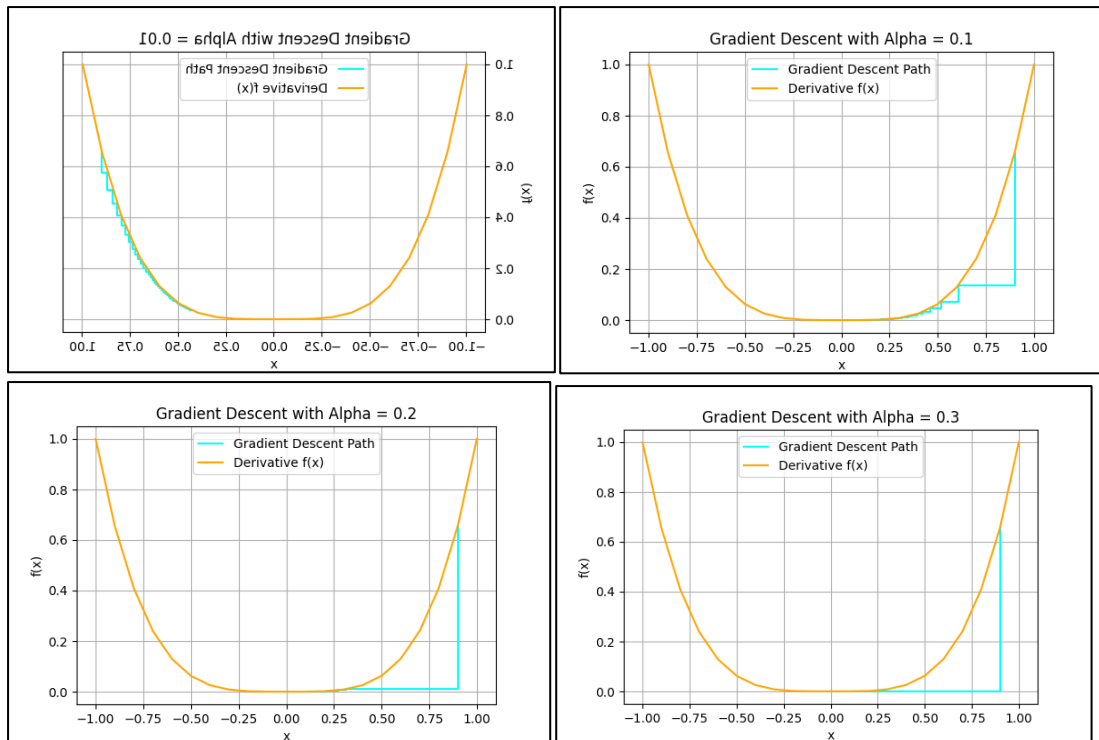 Gradient Descent with Alpha = 0.01
Gradient Descent Path
Derivative f(x)
1.0
0.8
0.6
0.4
0.2
0.0
f(x)
1.00
0.75
0.50
0.25
0.00
−0.25
−0.50
−0.75
−1.00
x
Gradient Descent with Alpha = 0.1
Gradient Descent Path
Derivative f(x)
1.0
0.8
0.6
0.4
0.2
0.0
f(x)
−1.00 −0.75 −0.50 −0.25 0.00 0.25 0.50 0.75 1.00
x
Gradient Descent with Alpha = 0.2
Gradient Descent Path
Derivative f(x)
1.0
0.8
0.6
0.4
0.2
0.0
f(x)
−1.00 −0.75 −0.50 −0.25 0.00 0.25 0.50 0.75 1.00
x
Gradient Descent with Alpha = 0.3
Gradient Descent Path
Derivative f(x)
1.0
0.8
0.6
0.4
0.2
0.0
f(x)
−1.00 −0.75 −0.50 −0.25 0.00 0.25 0.50 0.75 1.00
x